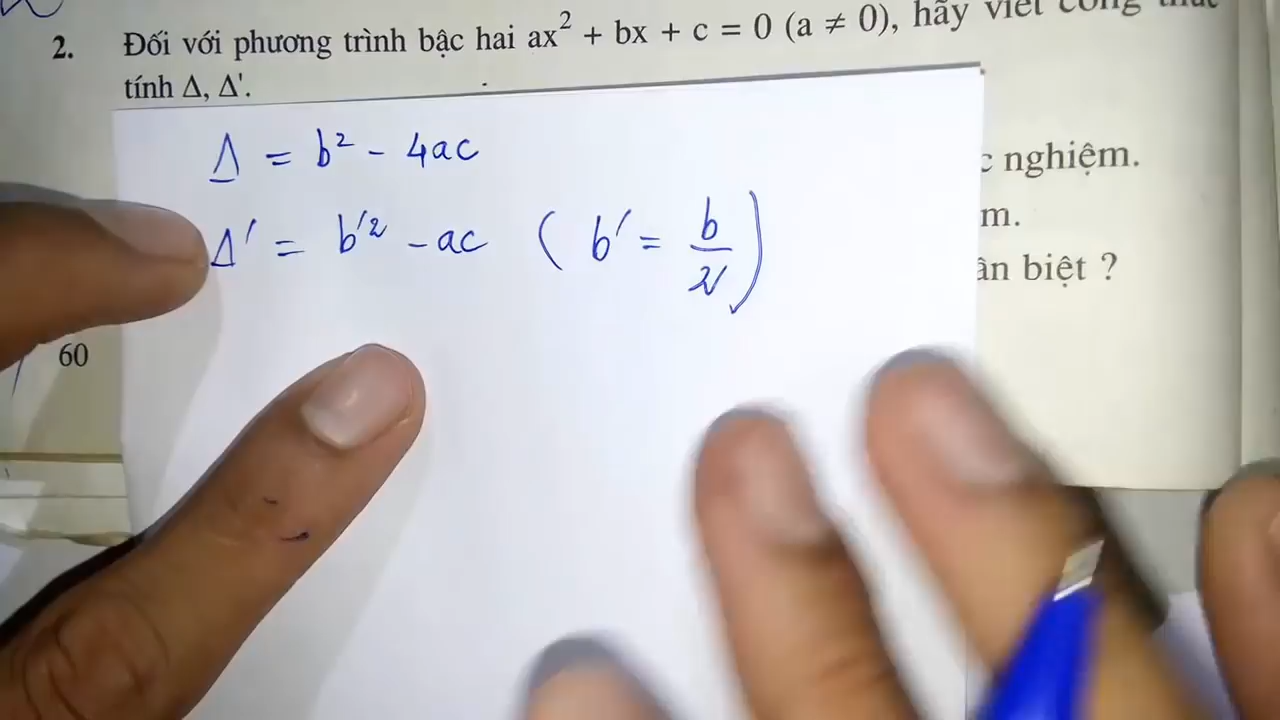 2. Đối với phương trình bậc hai ax² + bx + c = 0 (a ≠ 0), hãy viết công thức
tính Δ, Δ'.
Δ = b² - 4ac
c nghiệm.
Δ' = b'² - ac ( b' = b/2 )
m.
ân biệt ?
60